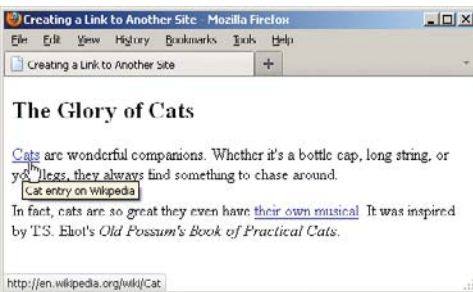 Creating a Link to Another Site - Mozilla Firefox
File Edit View History Bookmarks Tools Help
Creating a Link to Another Site +
The Glory of Cats
Cats are wonderful companions. Whether it's a bottle cap, long string, or
legs, they always find something to chase around.
Cat entry on Wikipedia
In fact, cats are so great they even have their own musical. It was inspired
by T.S. Eliot's Old Possum's Book of Practical Cats.
http://en.wikipedia.org/wiki/Cat